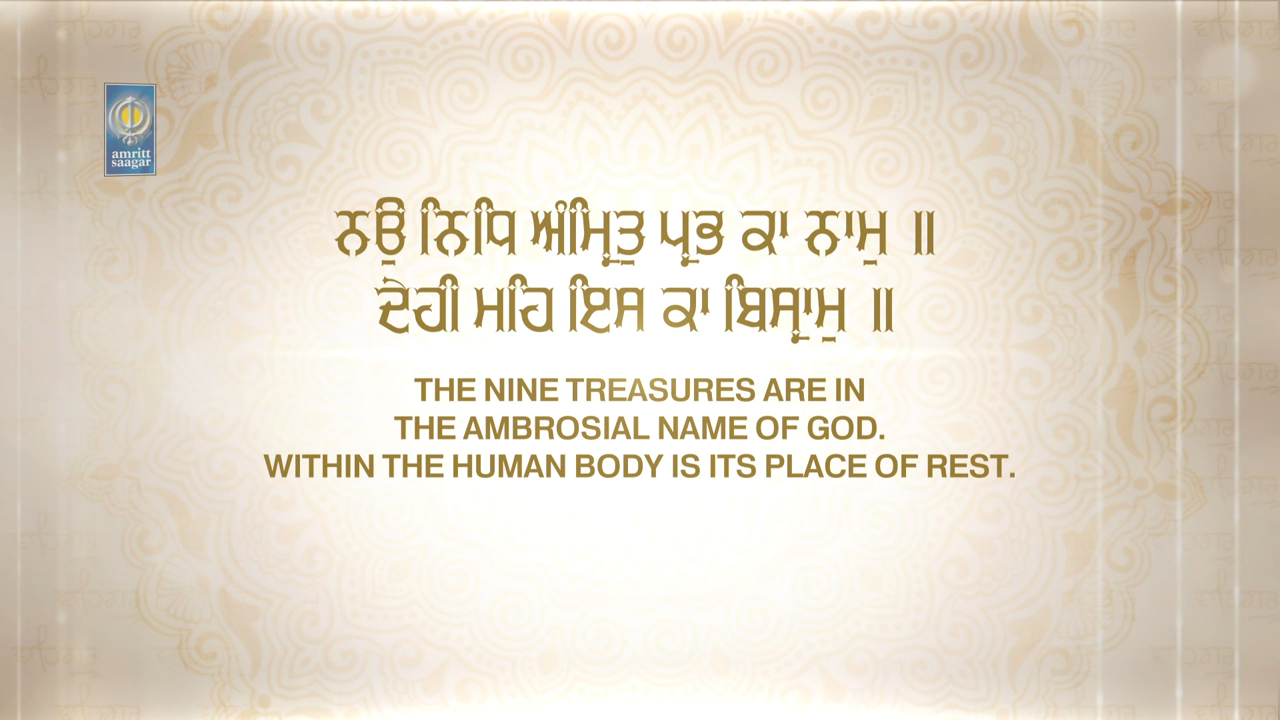 amritt
saagar
ਨਉ ਨਿਧਿ ਅੰਮ੍ਰਿਤੁ ਪ੍ਰਭ ਕਾ ਨਾਮੁ ॥
ਦੇਹੀ ਮਹਿ ਇਸ ਕਾ ਬਿਸ੍ਰਾਮੁ ॥
THE NINE TREASURES ARE IN
THE AMBROSIAL NAME OF GOD.
WITHIN THE HUMAN BODY IS ITS PLACE OF REST.